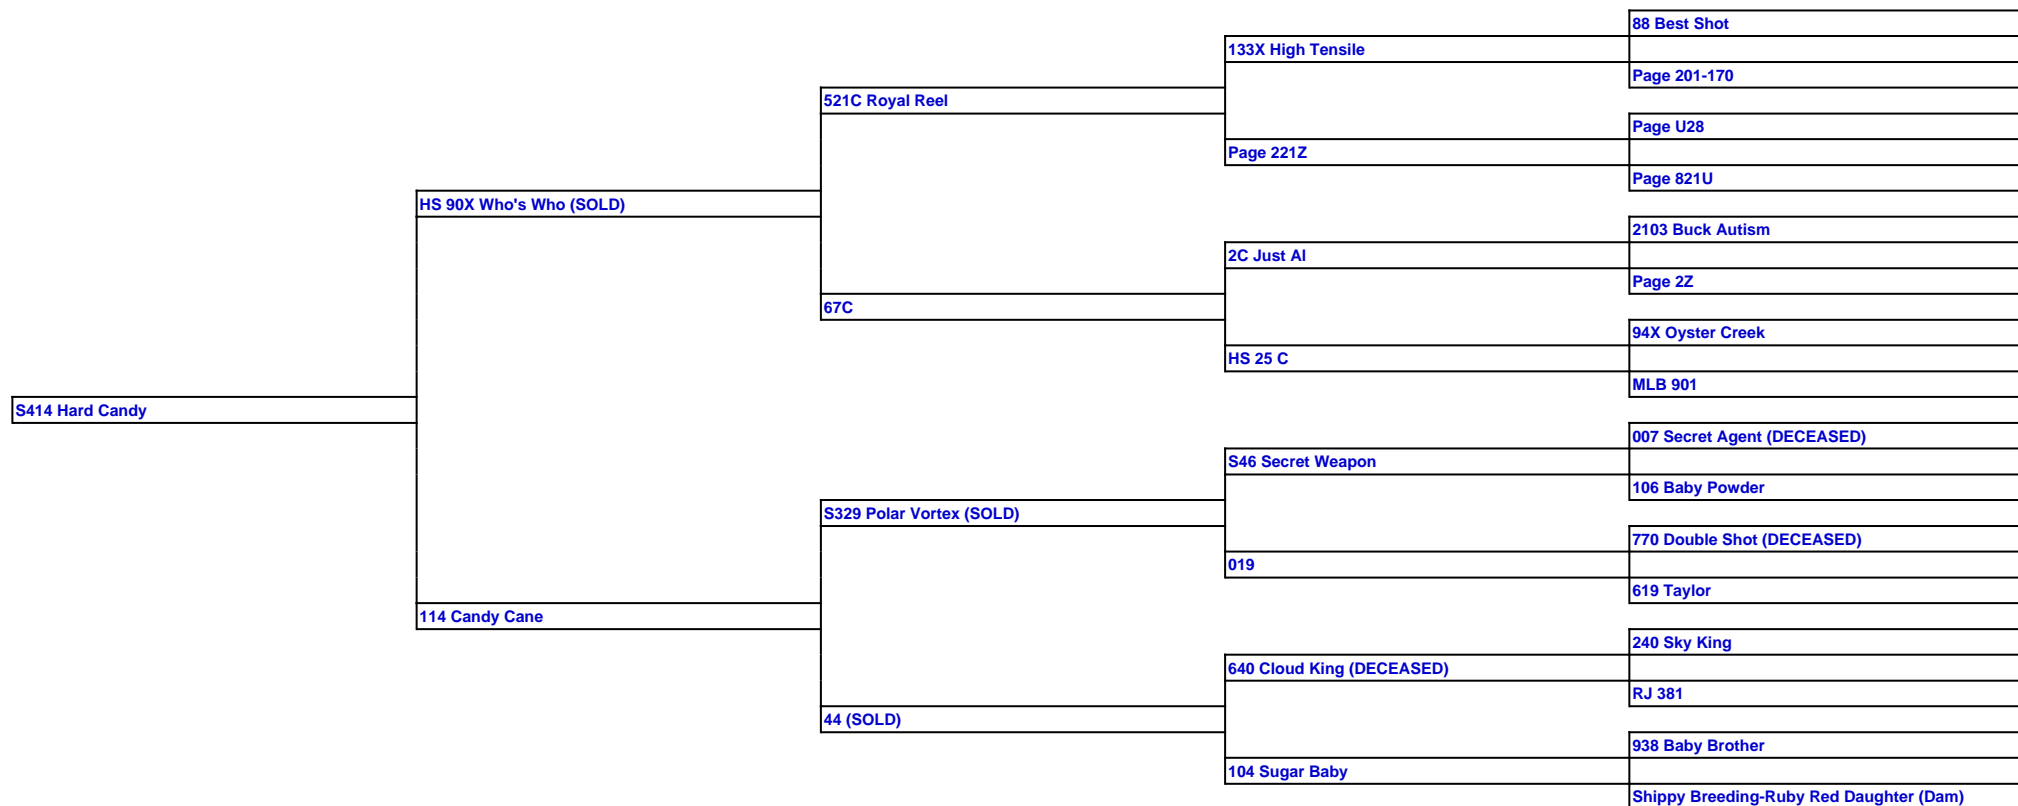 88 Best Shot
133X High Tensile
Page 201-170
521C Royal Reel
Page U28
Page 221Z
Page 821U
HS 90X Who's Who (SOLD)
2103 Buck Autism
2C Just AI
Page 2Z
67C
94X Oyster Creek
HS 25 C
MLB 901
S414 Hard Candy
007 Secret Agent (DECEASED)
S46 Secret Weapon
106 Baby Powder
S329 Polar Vortex (SOLD)
770 Double Shot (DECEASED)
019
619 Taylor
114 Candy Cane
240 Sky King
640 Cloud King (DECEASED)
RJ 381
44 (SOLD)
938 Baby Brother
104 Sugar Baby
Shippy Breeding-Ruby Red Daughter (Dam)